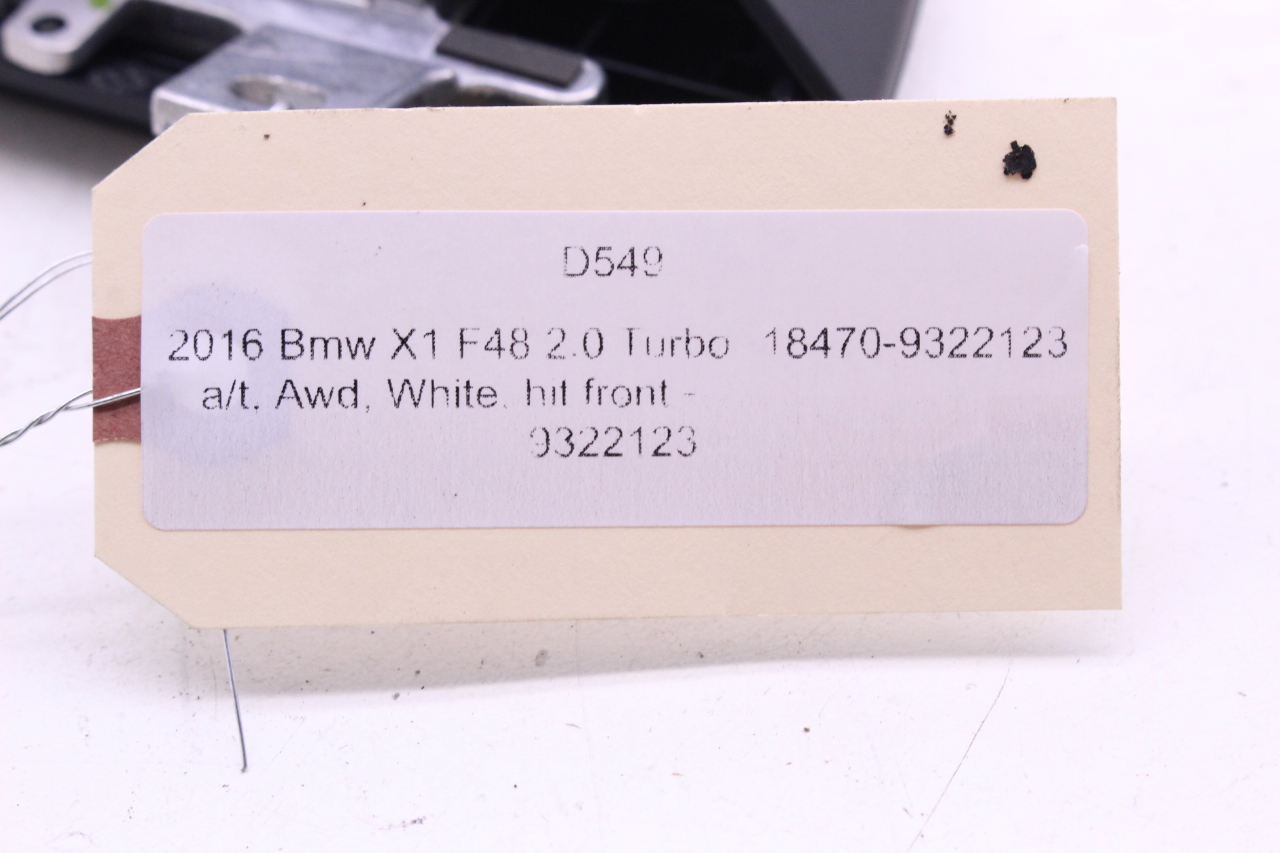 D549
2016 Bmw X1 F48 2.0 Turbo 18470-9322123
a/t, Awd, White, hit front -
9322123